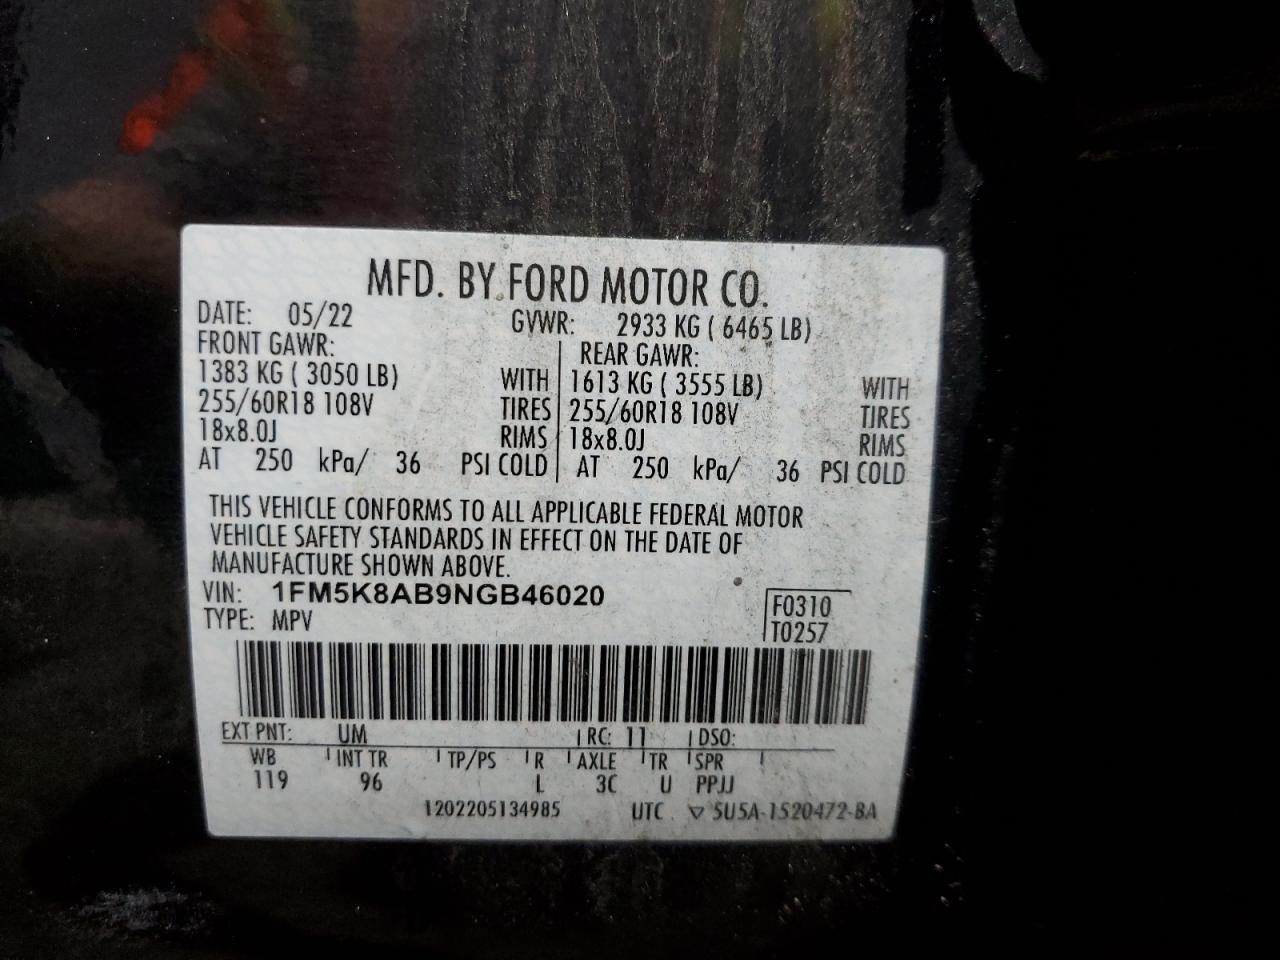 MFD. BY FORD MOTOR CO.
DATE: 05/22 GVWR: 2933 KG ( 6465 LB)
FRONT GAWR: REAR GAWR:
1383 KG ( 3050 LB) WITH 1613 KG ( 3555 LB) WITH
255/60R18 108V TIRES 255/60R18 108V TIRES
18x8.0J RIMS 18x8.0J RIMS
AT 250 kPa/ 36 PSI COLD AT 250 kPa/ 36 PSI COLD
THIS VEHICLE CONFORMS TO ALL APPLICABLE FEDERAL MOTOR
VEHICLE SAFETY STANDARDS IN EFFECT ON THE DATE OF
MANUFACTURE SHOWN ABOVE.
VIN: 1FM5K8AB9NGB46020 F0310
TYPE: MPV T0257
EXT PNT: UM RC: 11 DSO:
WB INT TR TP/PS R AXLE TR SPR
119 96 L 3C U PPJJ
1202205134985 UTC ▽ 5U5A-1520472-BA